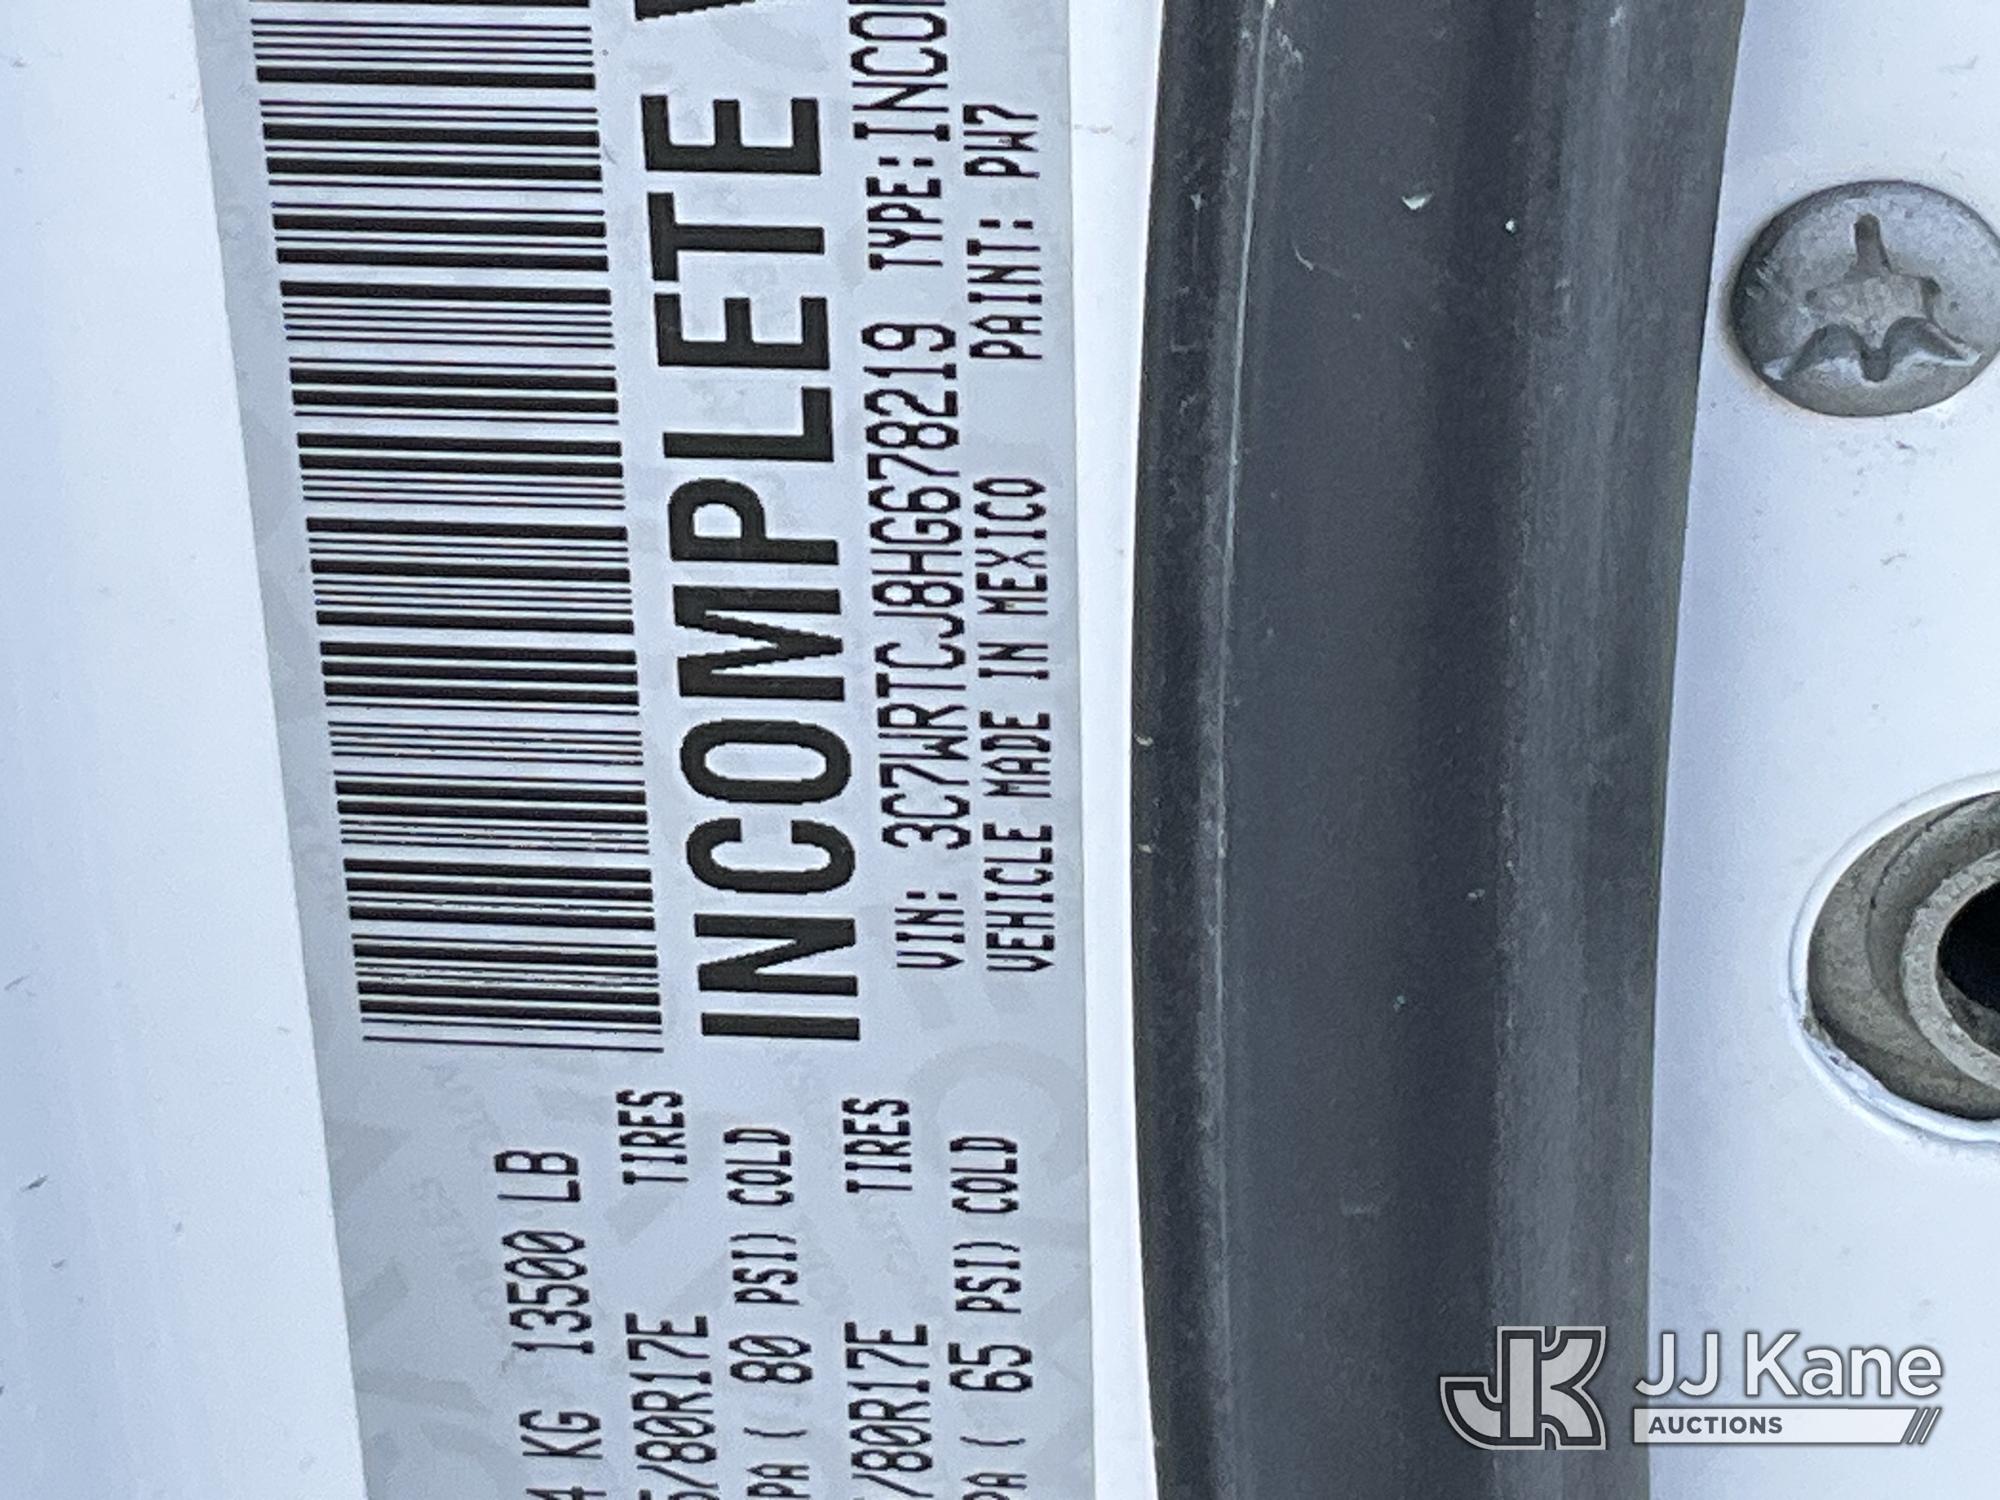 4 KG 13500 LB
/80R17E TIRES
PA ( 80 PSI) COLD
/80R17E TIRES
PA ( 65 PSI) COLD
INCOMPLETE
VIN: 3C7WRTCJ8HG678219 TYPE:
VEHICLE MADE IN MEXICO PAINT: PW7
JJ Kane
AUCTIONS